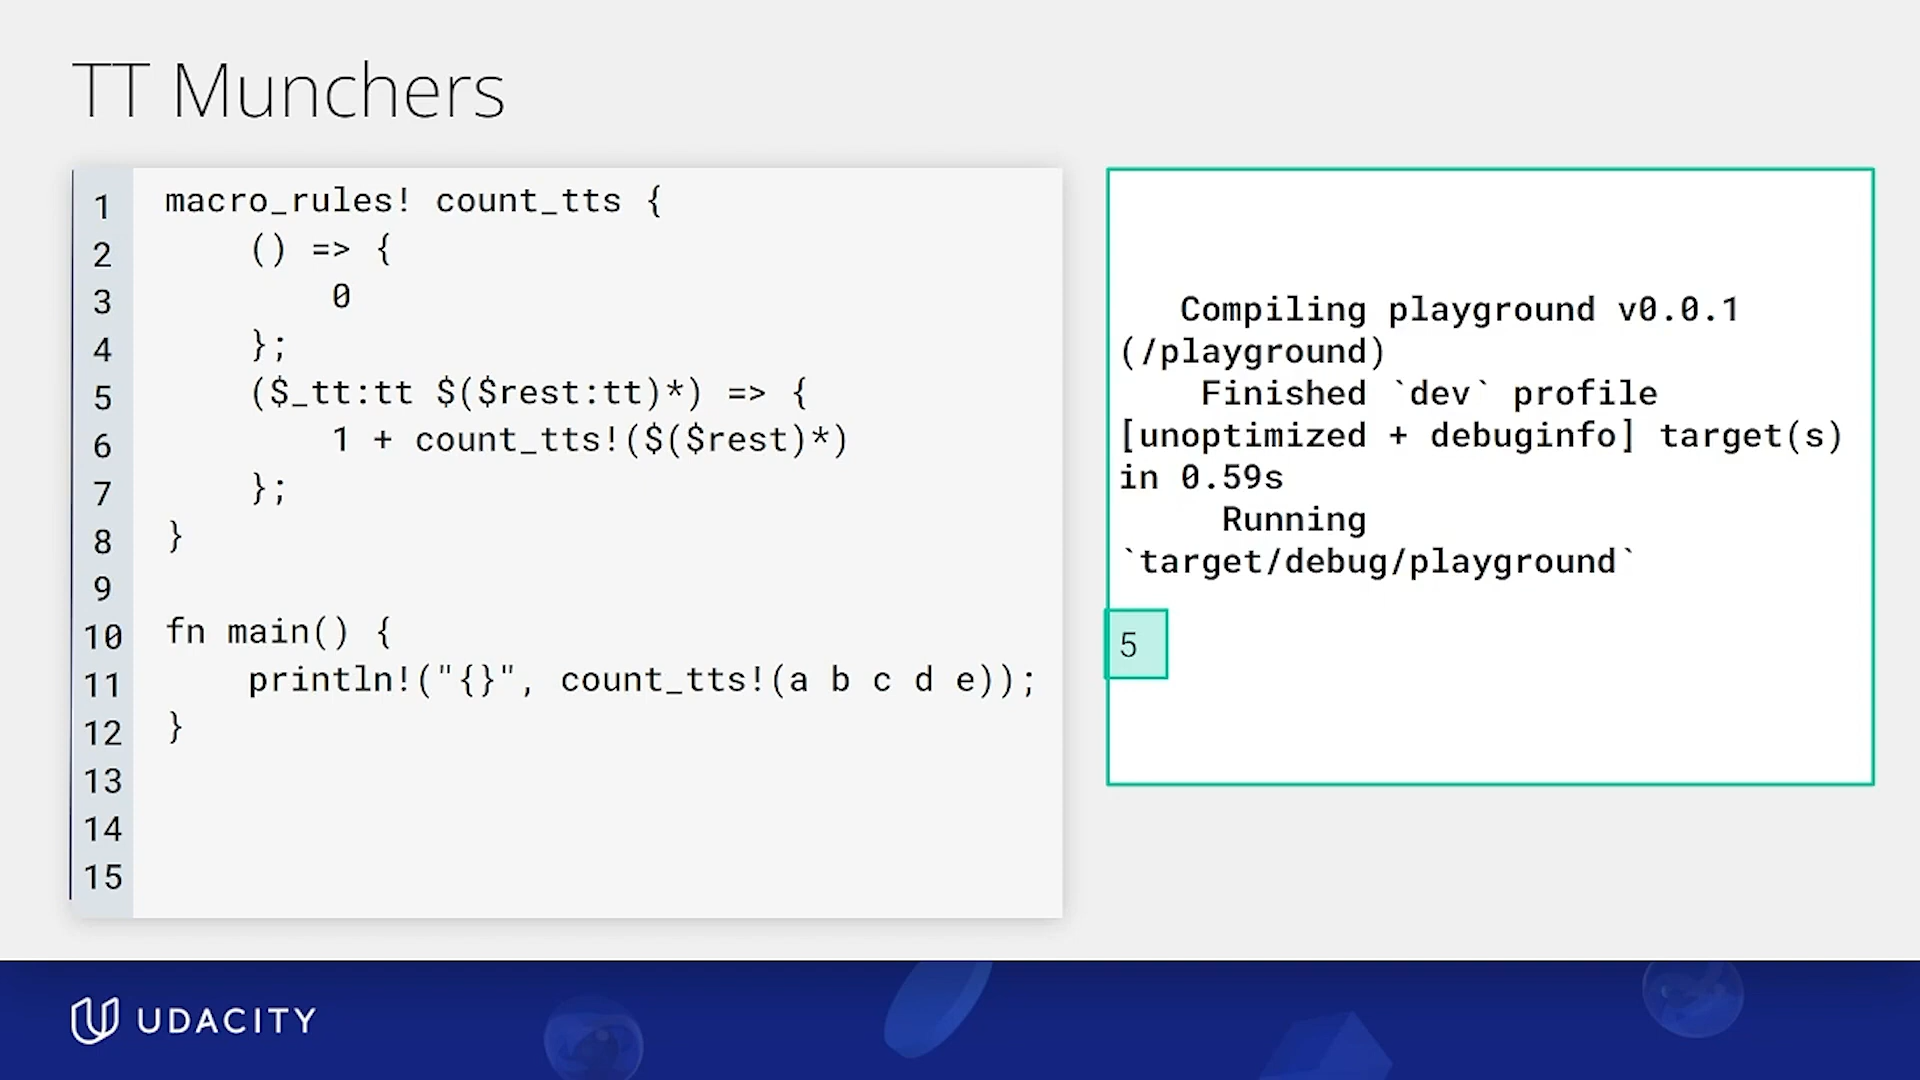 TT Munchers
1 macro_rules! count_tts {
2 () => {
3 0
4 };
5 ($_tt:tt $($rest:tt)*) => {
6 1 + count_tts!($($rest)*)
7 };
8 }
9
10 fn main() {
11 println!("{}", count_tts!(a b c d e));
12 }
13
14
15
Compiling playground v0.0.1
(/playground)
Finished `dev` profile
[unoptimized + debuginfo] target(s)
in 0.59s
Running
`target/debug/playground`
5
UDACITY